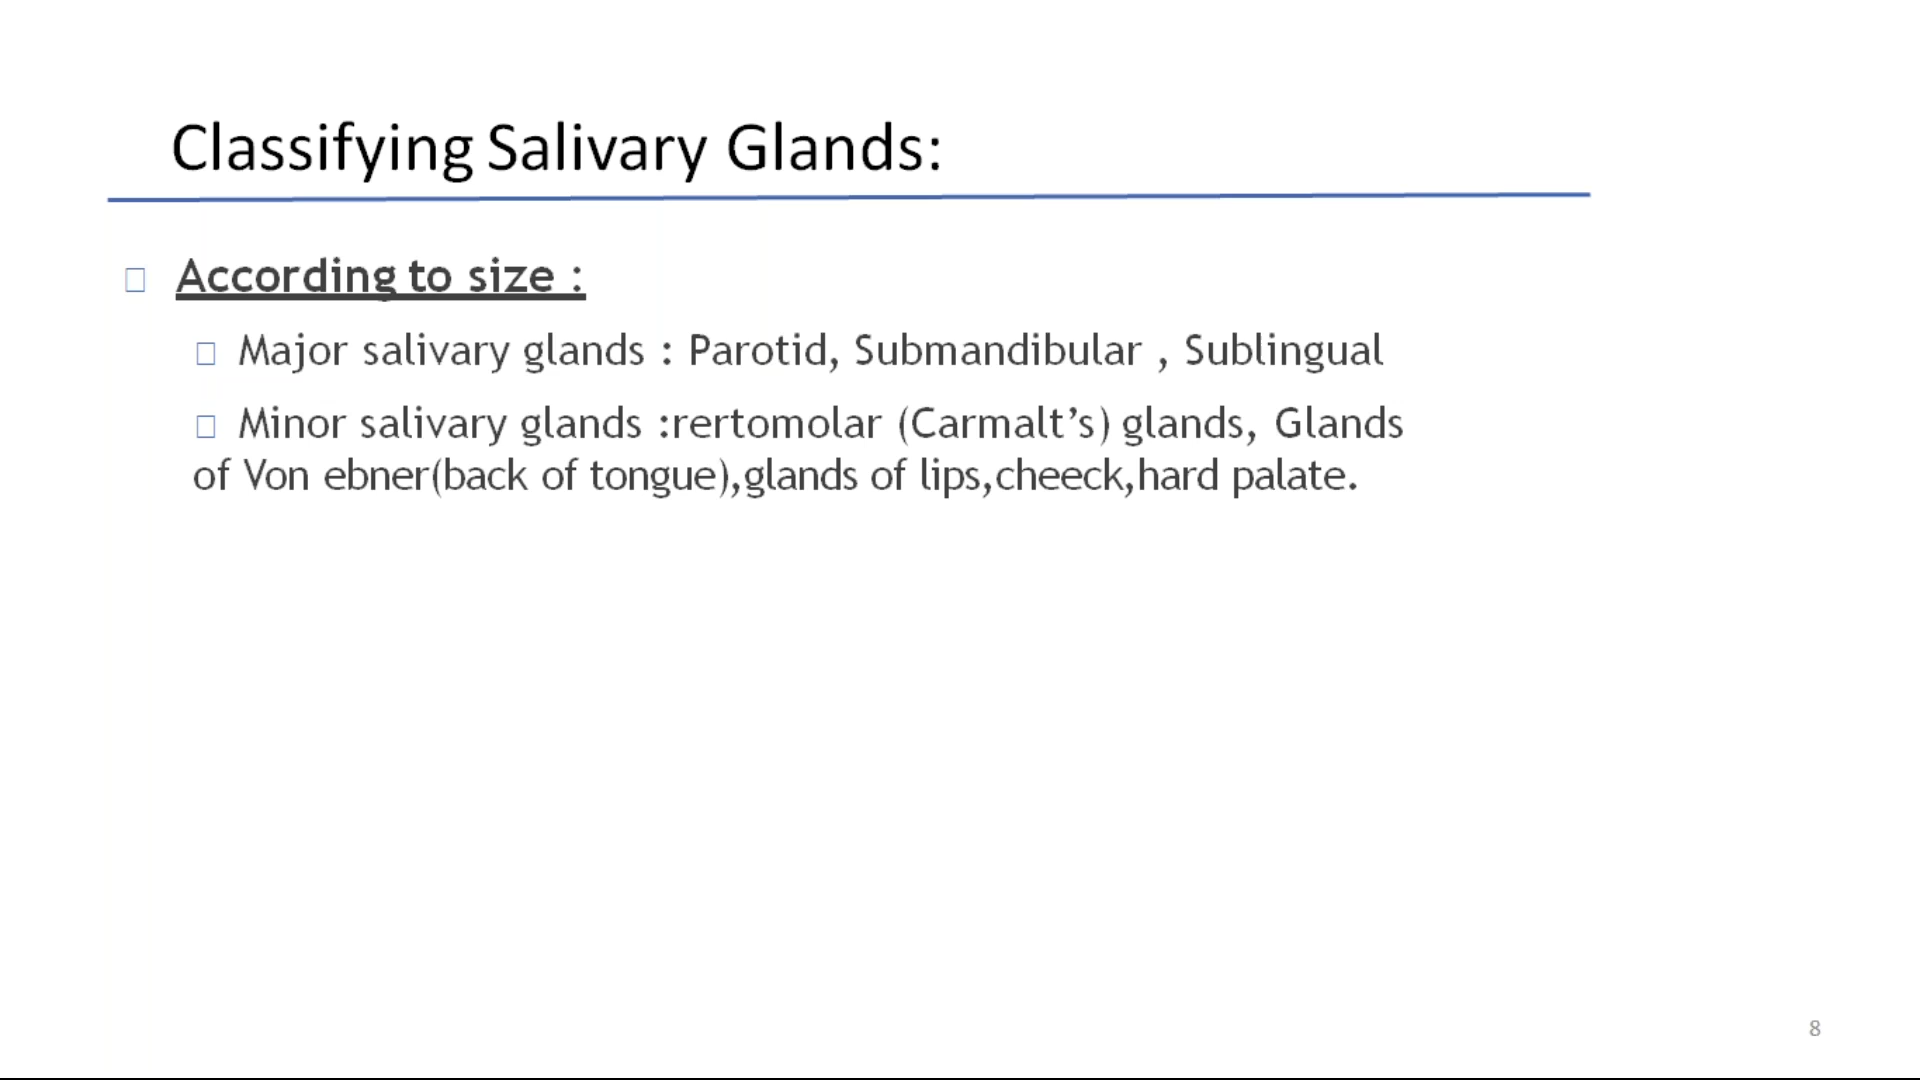 Classifying Salivary Glands:
According to size :
Major salivary glands : Parotid, Submandibular , Sublingual
Minor salivary glands :rertomolar (Carmalt’s) glands, Glands
of Von ebner(back of tongue),glands of lips,cheeck,hard palate.
8